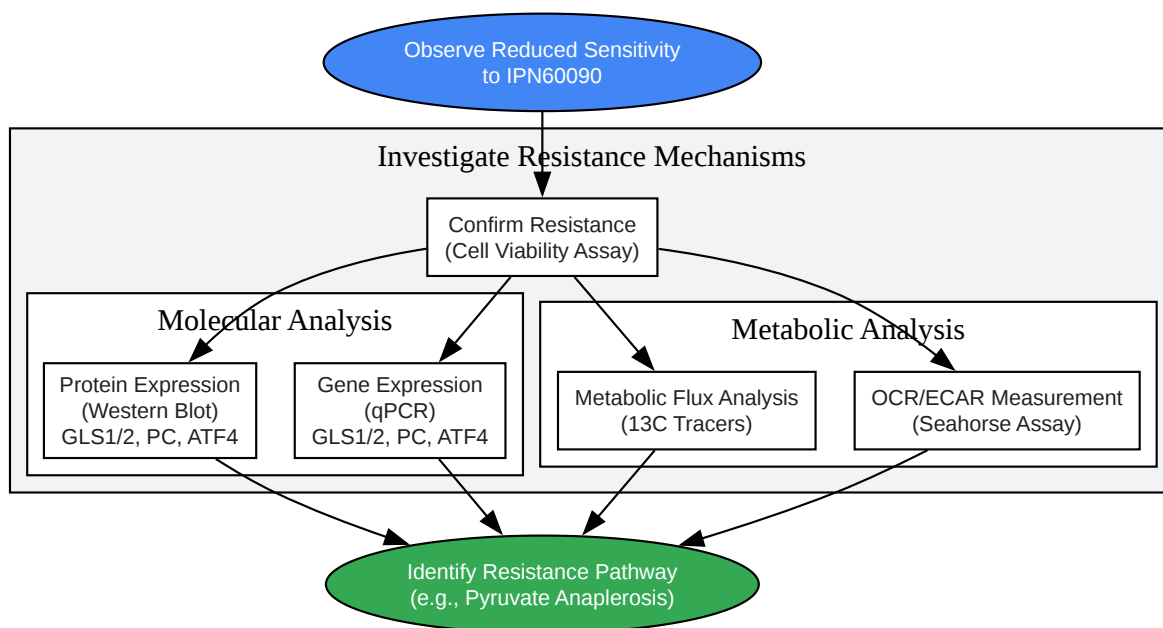 Observe Reduced Sensitivity
to IPN60090
Investigate Resistance Mechanisms
Confirm Resistance
(Cell Viability Assay)
Molecular Analysis
Protein Expression
(Western Blot)
GLS1/2, PC, ATF4
Gene Expression
(qPCR)
GLS1/2, PC, ATF4
Metabolic Analysis
Metabolic Flux Analysis
(13C Tracers)
OCR/ECAR Measurement
(Seahorse Assay)
Identify Resistance Pathway
(e.g., Pyruvate Anaplerosis)